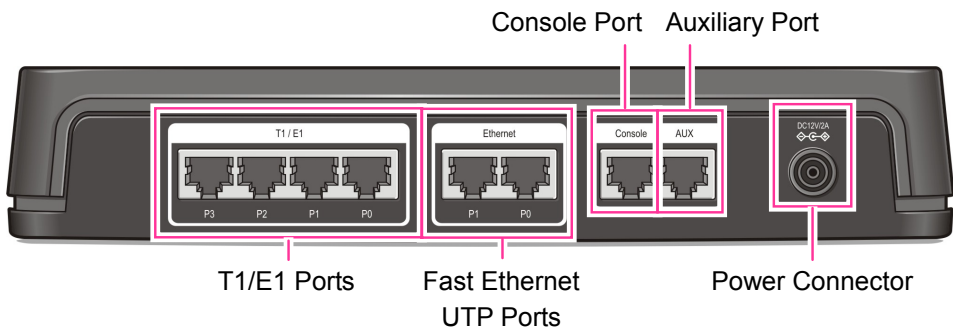 Console Port Auxiliary Port
T1 / E1
Ethernet
Console
AUX
DC12V/2A
P3 P2 P1 P0
P1 P0
T1/E1 Ports
Fast Ethernet
UTP Ports
Power Connector